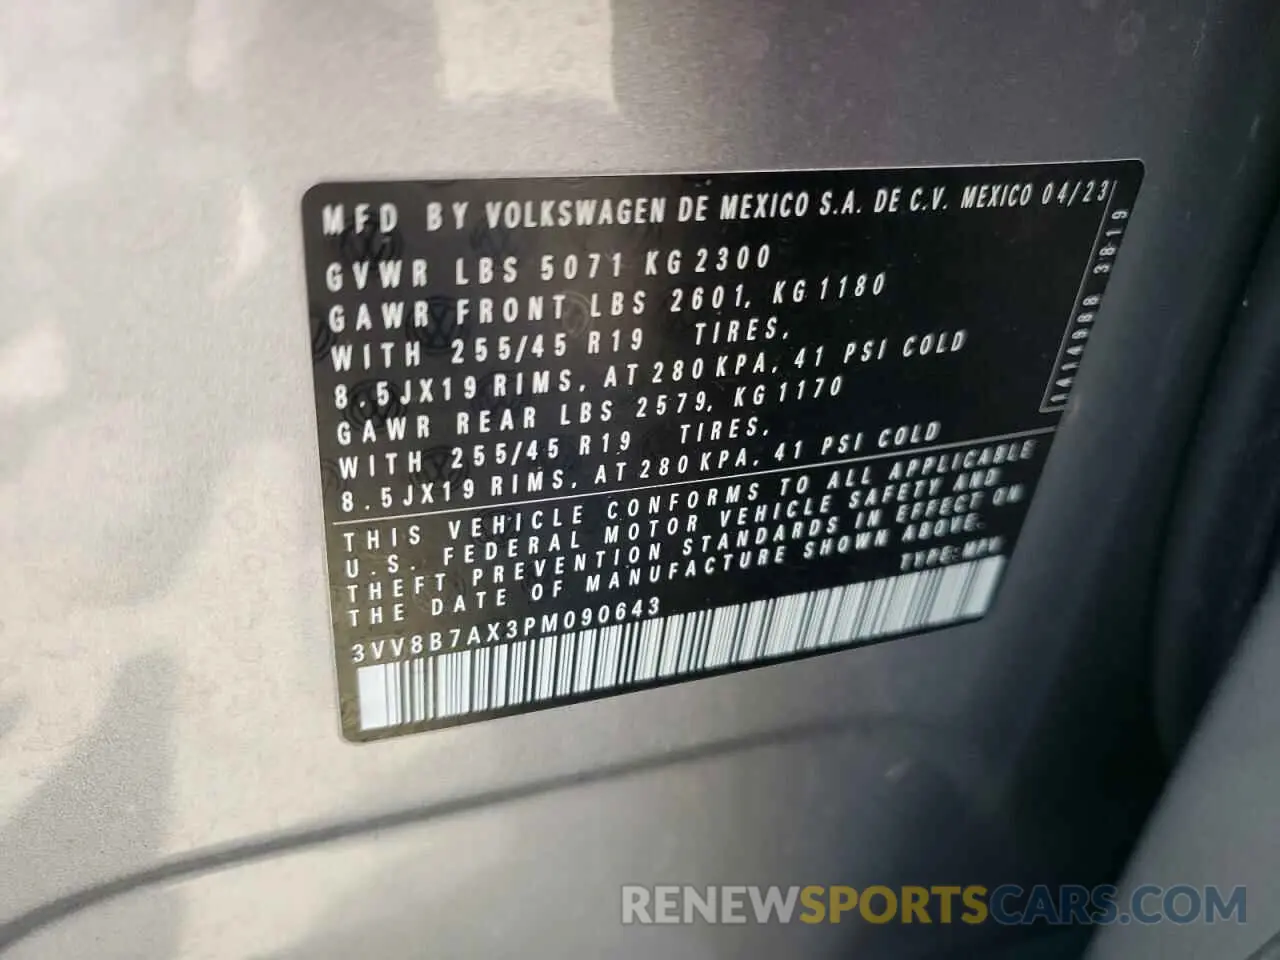 MFD BY VOLKSWAGEN DE MEXICO S.A. DE C.V. MEXICO 04/23
GVWR LBS 5071 KG 2300
GAWR FRONT LBS 2601, KG 1180
WITH 255/45 R19 TIRES,
8.5JX19 RIMS, AT 280 KPA, 41 PSI COLD
GAWR REAR LBS 2579, KG 1170
WITH 255/45 R19 TIRES,
8.5JX19 RIMS, AT 280 KPA, 41 PSI COLD
THIS VEHICLE CONFORMS TO ALL APPLICABLE
U.S. FEDERAL MOTOR VEHICLE SAFETY AND
THEFT PREVENTION STANDARDS IN EFFECT ON
THE DATE OF MANUFACTURE SHOWN ABOVE.
TYPE: MPV
3VV8B7AX3PM090643
3819
RENEWSPORTSCARS.COM